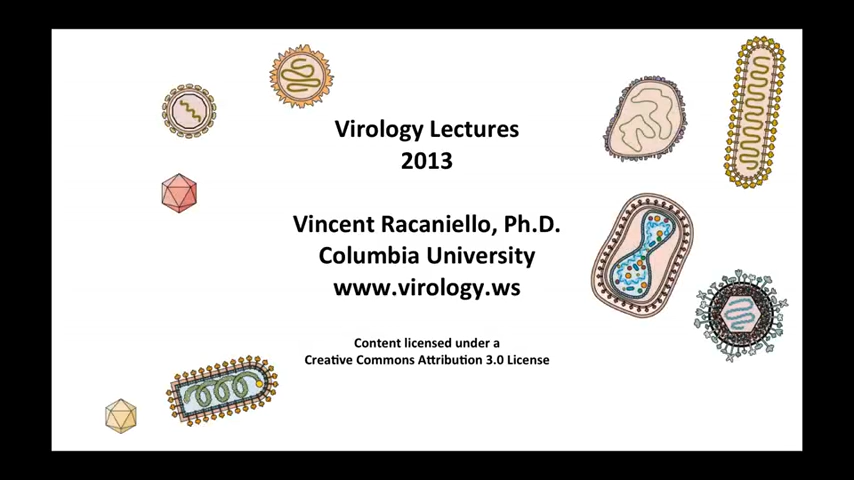 Virology Lectures
2013
Vincent Racaniello, Ph.D.
Columbia University
www.virology.ws
Content licensed under a
Creative Commons Attribution 3.0 License